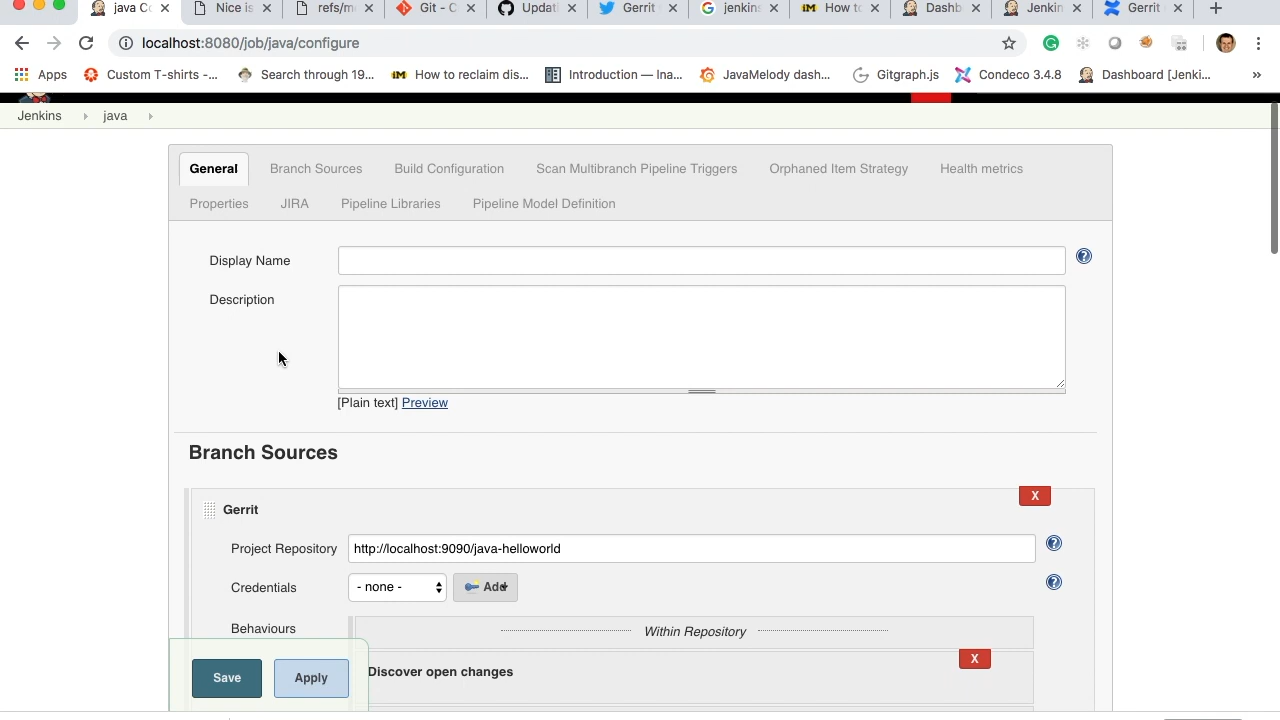 java C
Nice is
refs/m
Git - C
Updati
Gerrit
jenkins
How to
Dashb
Jenkin
Gerrit
localhost:8080/job/java/configure
Apps
Custom T-shirts -...
Search through 19...
How to reclaim dis...
Introduction — Ina...
JavaMelody dash...
Gitgraph.js
Condeco 3.4.8
Dashboard [Jenki...
»
Jenkins
java
General
Branch Sources
Build Configuration
Scan Multibranch Pipeline Triggers
Orphaned Item Strategy
Health metrics
Properties
JIRA
Pipeline Libraries
Pipeline Model Definition
Display Name
Description
[Plain text] Preview
Branch Sources
X
Gerrit
Project Repository
http://localhost:9090/java-helloworld
Credentials
- none -
Add
Behaviours
Within Repository
X
Discover open changes
Save
Apply